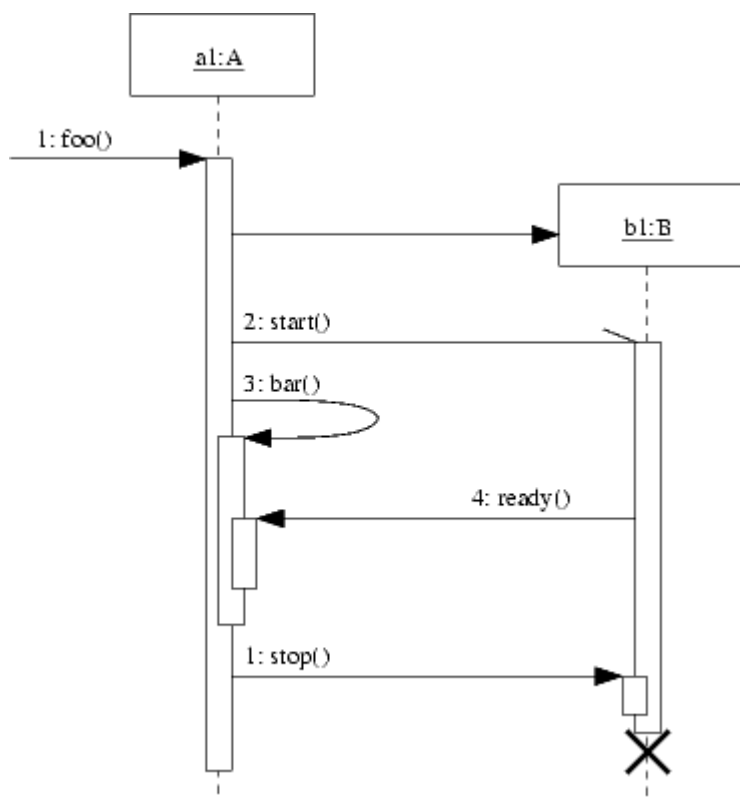 a1:A
1: foo()
b1:B
2: start()
3: bar()
4: ready()
1: stop()